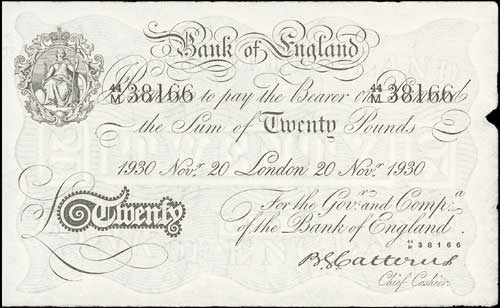 Bank of England
44/M 38166 to pay the Bearer on 44/M 38166
the Sum of Twenty Pounds
1930 Novr. 20 London 20 Novr. 1930
For the Govr. and Compa.
Twenty of the Bank of England.
44/M 38166
B.G. Catterns
Chief Cashier.